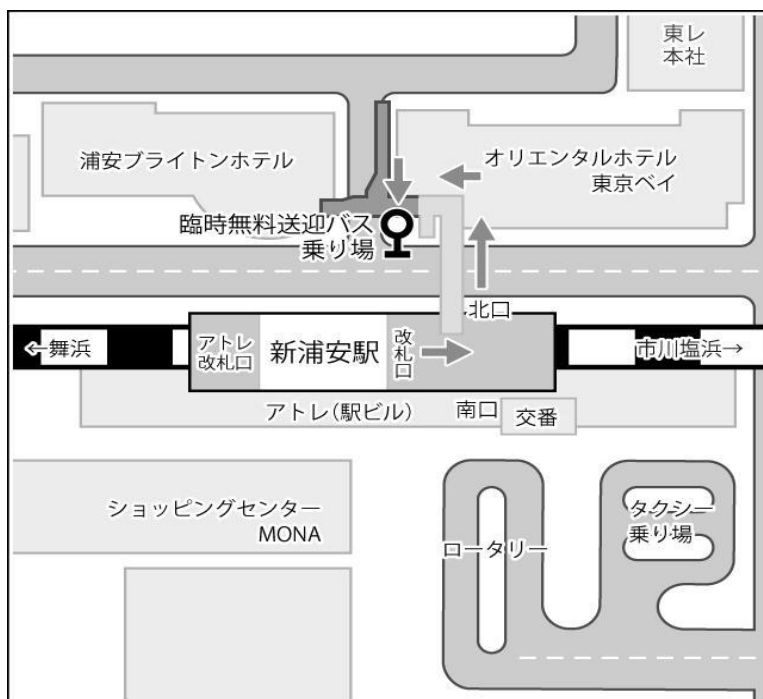 東レ
本社
浦安ブライトンホテル
オリエンタルホテル
東京ベイ
臨時無料送迎バス
乗り場
北口
←舞浜
アトレ
改札口
新浦安駅
改札口
市川塩浜→
アトレ(駅ビル)
南口
交番
ショッピングセンター
MONA
ロータリー
タクシー
乗り場